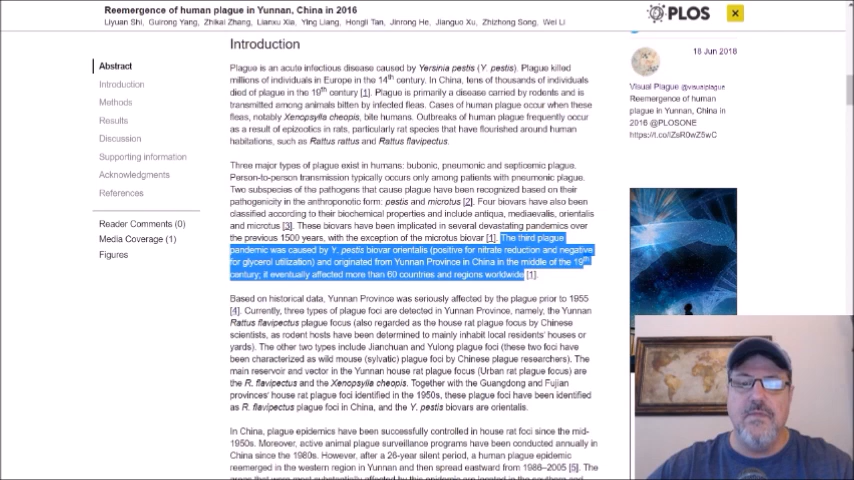 Reemergence of human plague in Yunnan, China in 2016
Liyuan Shi, Guirong Yang, Zhikai Zhang, Lianxu Xia, Ying Liang, Hongli Tan, Jinrong He, Jianguo Xu, Zhizhong Song, Wei Li
PLOS
Abstract
Introduction
Methods
Results
Discussion
Supporting information
Acknowledgments
References
Reader Comments (0)
Media Coverage (1)
Figures
Introduction
Plague is an acute infectious disease caused by Yersinia pestis (Y. pestis). Plague killed
millions of individuals in Europe in the 14th century. In China, tens of thousands of individuals
died of plague in the 19th century [1]. Plague is primarily a disease carried by rodents and is
transmitted among animals bitten by infected fleas. Cases of human plague occur when these
fleas, notably Xenopsylla cheopis, bite humans. Outbreaks of human plague frequently occur
as a result of epizootics in rats, particularly rat species that have flourished around human
habitations, such as Rattus rattus and Rattus flavipectus.
Three major types of plague exist in humans: bubonic, pneumonic and septicemic plague.
Person-to-person transmission typically occurs only among patients with pneumonic plague.
Two subspecies of the pathogens that cause plague have been recognized based on their
pathogenicity in the anthroponotic form: pestis and microtus [2]. Four biovars have also been
classified according to their biochemical properties and include antiqua, mediaevalis, orientalis
and microtus [3]. These biovars have been implicated in several devastating pandemics over
the previous 1500 years, with the exception of the microtus biovar [1]. The third plague
pandemic was caused by Y. pestis biovar orientalis (positive for nitrate reduction and negative
for glycerol utilization) and originated from Yunnan Province in China in the middle of the 19th
century; it eventually affected more than 60 countries and regions worldwide [1].
Based on historical data, Yunnan Province was seriously affected by the plague prior to 1955
[4]. Currently, three types of plague foci are detected in Yunnan Province, namely, the Yunnan
Rattus flavipectus plague focus (also regarded as the house rat plague focus by Chinese
scientists, as rodent hosts have been determined to mainly inhabit local residents' houses or
yards). The other two types include Jianchuan and Yulong plague foci (these two foci have
been characterized as wild mouse (sylvatic) plague foci by Chinese plague researchers). The
main reservoir and vector in the Yunnan house rat plague focus (Urban rat plague focus) are
the R. flavipectus and the Xenopsylla cheopis. Together with the Guangdong and Fujian
provinces' house rat plague foci identified in the 1950s, these plague foci have been identified
as R. flavipectus plague foci in China, and the Y. pestis biovars are orientalis.
In China, plague epidemics have been successfully controlled in house rat foci since the mid-
1950s. Moreover, active animal plague surveillance programs have been conducted annually in
China since the 1980s. However, after a 26-year silent period, a human plague epidemic
reemerged in the western region in Yunnan and then spread eastward from 1986–2005 [5]. The
18 Jun 2018
Visual Plague @visualplague
Reemergence of human
plague in Yunnan, China in
2016 @PLOSONE
https://t.co/iZsR0wZ5wC